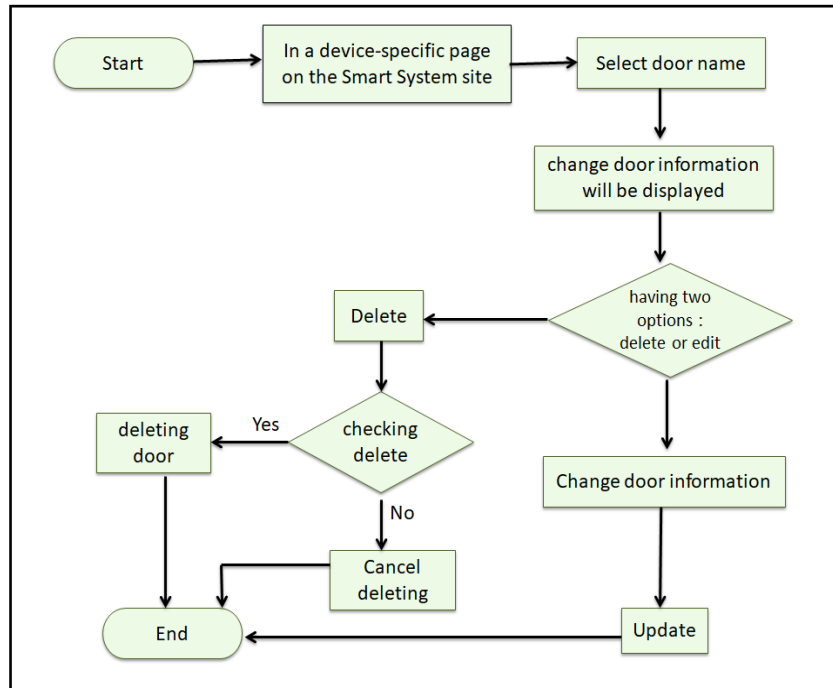 Start
In a device-specific page
on the Smart System site
Select door name
change door information
will be displayed
having two
options :
delete or edit
Delete
checking
delete
Yes
deleting
door
No
Cancel
deleting
Change door information
Update
End